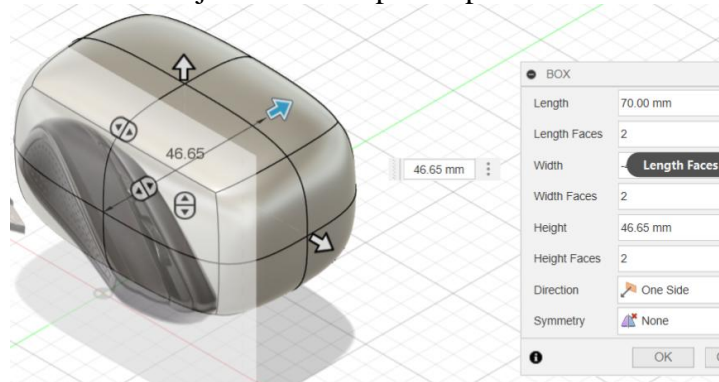 BOX
Length 70.00 mm
Length Faces 2
46.65
46.65 mm
Width Length Faces
Width Faces 2
Height 46.65 mm
Height Faces 2
Direction One Side
Symmetry None
OK